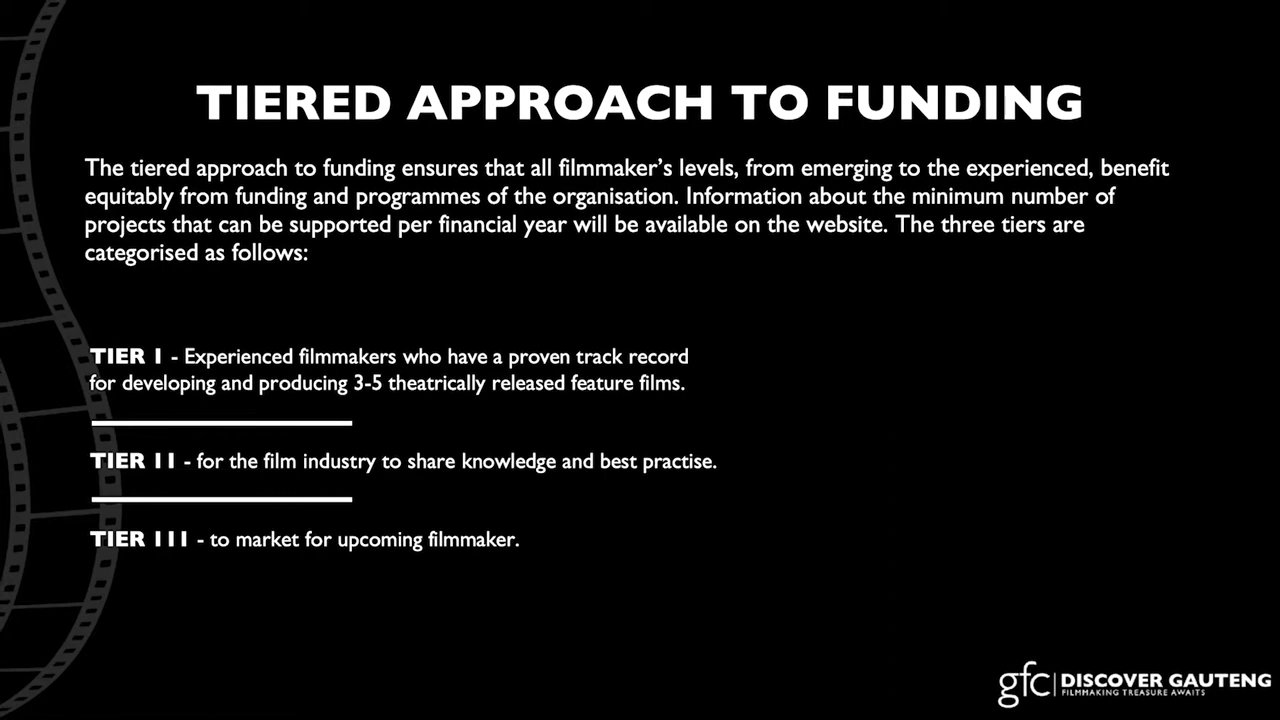 TIERED APPROACH TO FUNDING
The tiered approach to funding ensures that all filmmaker’s levels, from emerging to the experienced, benefit
equitably from funding and programmes of the organisation. Information about the minimum number of
projects that can be supported per financial year will be available on the website. The three tiers are
categorised as follows:
TIER I - Experienced filmmakers who have a proven track record
for developing and producing 3-5 theatrically released feature films.
TIER II - for the film industry to share knowledge and best practise.
TIER III - to market for upcoming filmmaker.
gfc DISCOVER GAUTENG
FILMMAKING TREASURE AWAITS